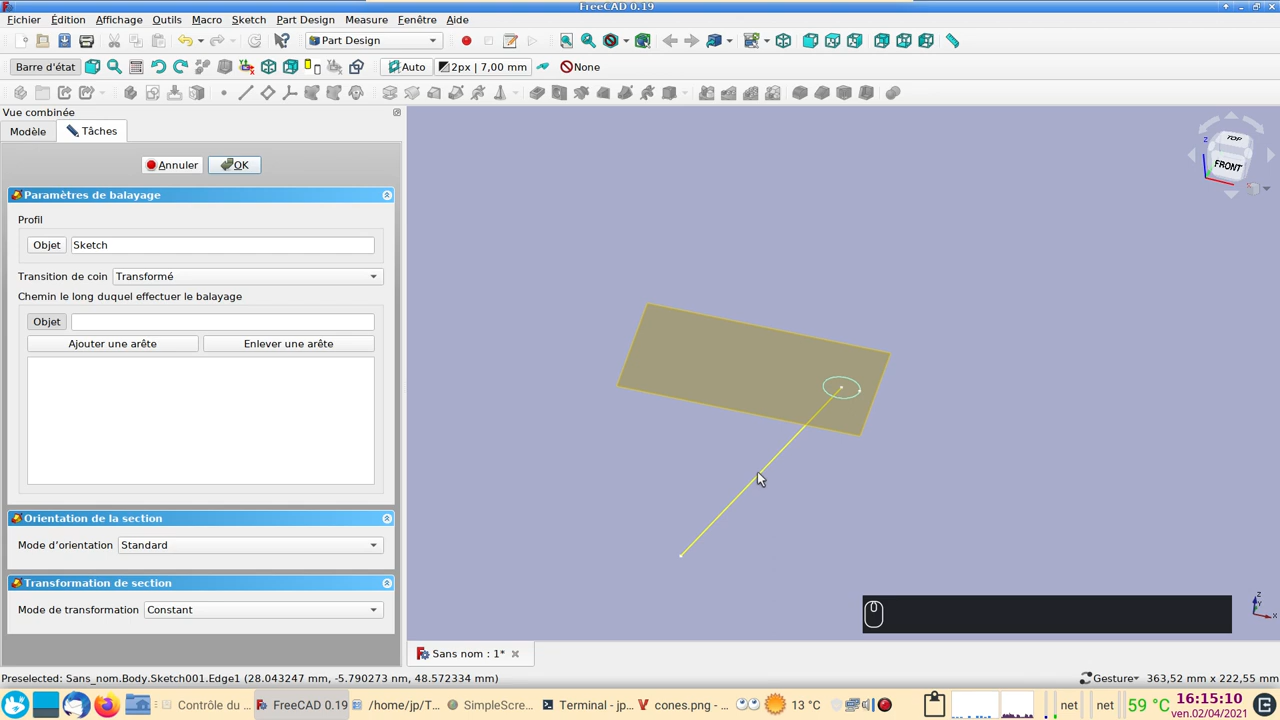 FreeCAD 0.19
Fichier Édition Affichage Outils Macro Sketch Part Design Measure Fenêtre Aide
Part Design
Barre d'état Auto 2px | 7,00 mm None
Vue combinée
Modèle Tâches
Annuler OK
Paramètres de balayage
Profil
Objet Sketch
Transition de coin Transformé
Chemin le long duquel effectuer le balayage
Objet
Ajouter une arête Enlever une arête
Orientation de la section
Mode d'orientation Standard
Transformation de section
Mode de transformation Constant
TOP
FRONT
z
z
Y
x
Sans nom : 1*
Preselected: Sans_nom.Body.Sketch001.Edge1 (28.043247 mm, -5.790273 mm, 48.572334 mm) Gesture 363,52 mm x 222,55 mm
Contrôle du ... FreeCAD 0.19 /home/jp/T... SimpleScre... Terminal - jp... cones.png - ... 13 °C net net 59 °C 16:15:10
ven.02/04/2021